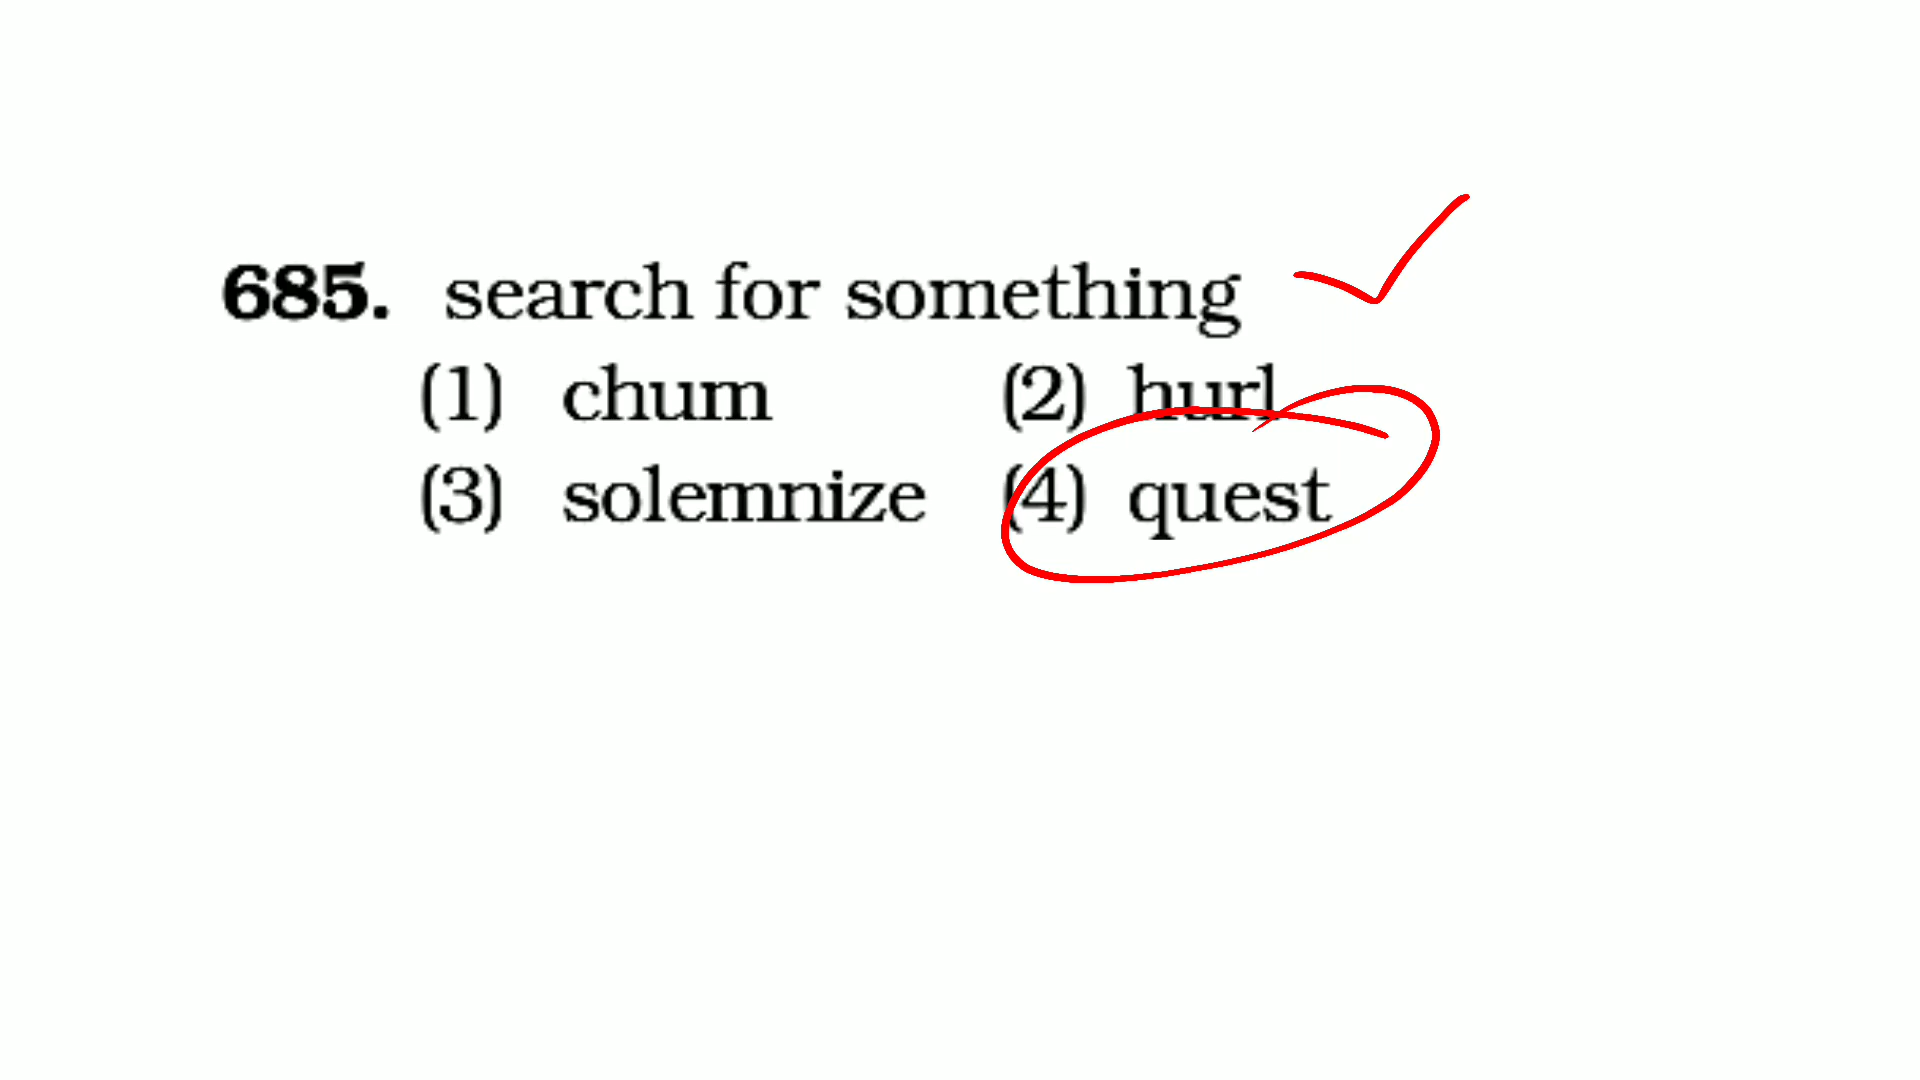 685. search for something
(1) chum (2) hurl
(3) solemnize (4) quest